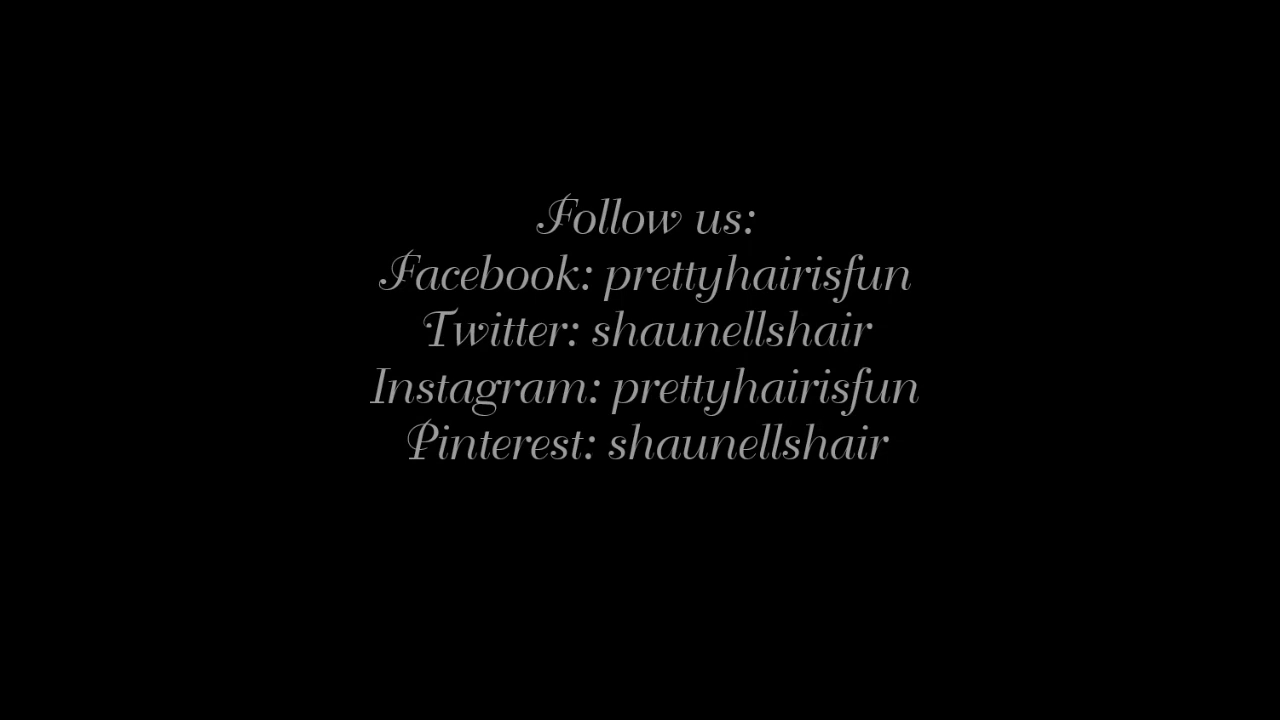 Follow us:
Facebook: prettyhairisfun
Twitter: shaunellshair
Instagram: prettyhairisfun
Pinterest: shaunellshair